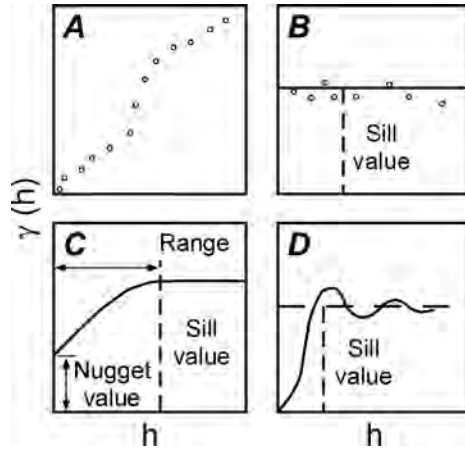 A
B
Sill
value
γ (h)
C
Range
Sill
value
Nugget
value
D
Sill
value
h
h